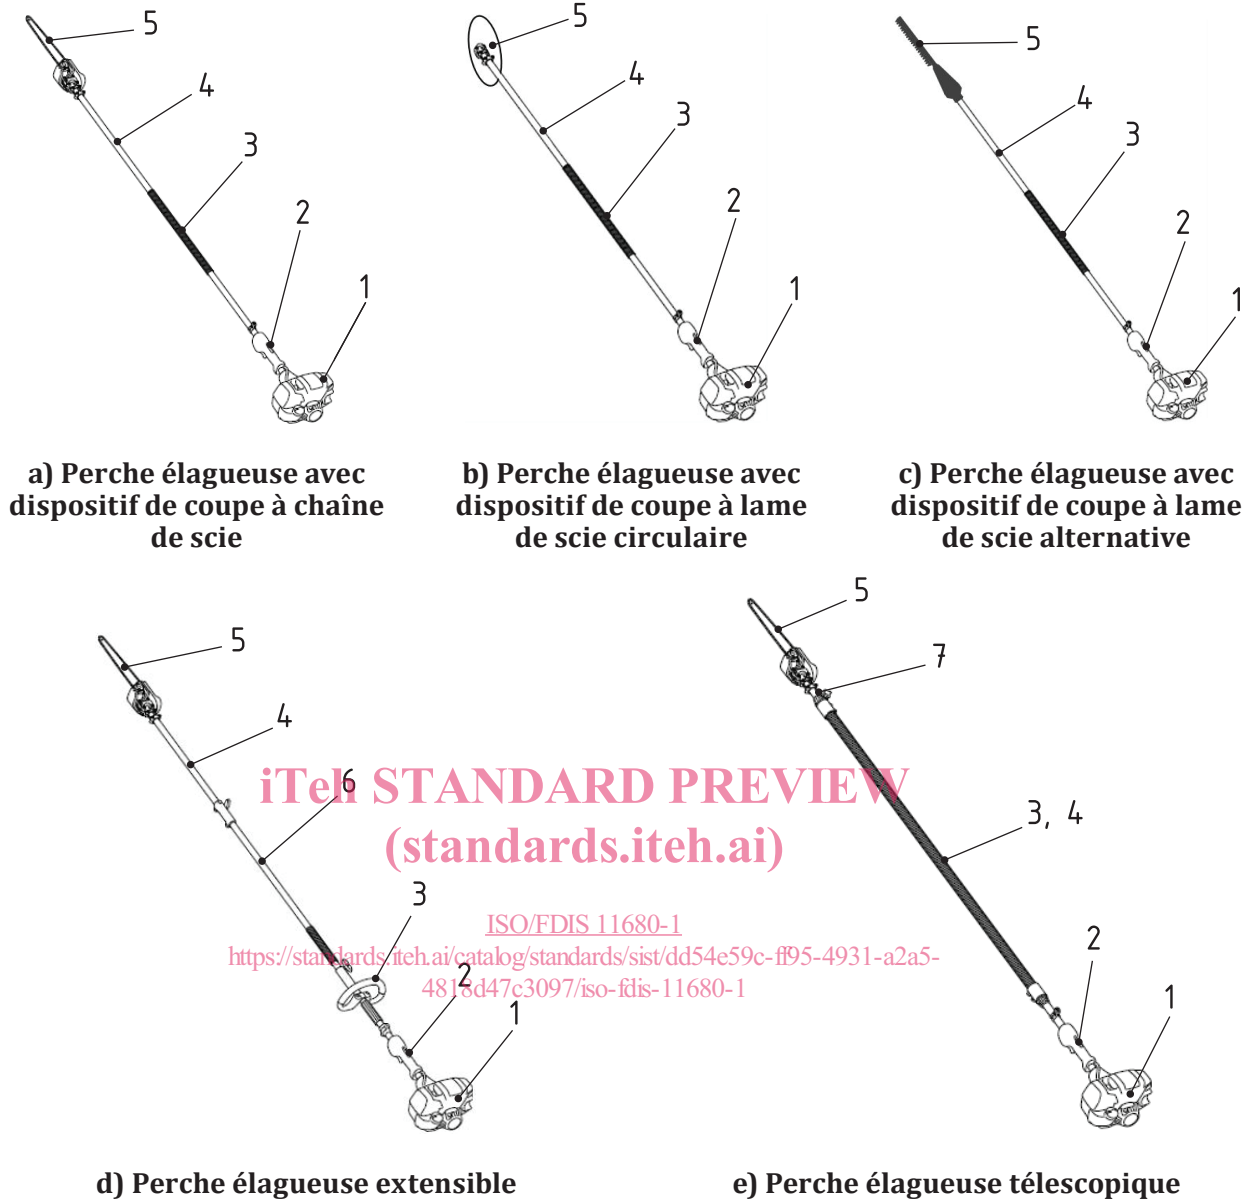 5
4
3
2
1
5
4
3
2
1
5
4
3
2
1
a) Perche élagueuse avec
dispositif de coupe à chaîne
de scie
b) Perche élagueuse avec
dispositif de coupe à lame
de scie circulaire
c) Perche élagueuse avec
dispositif de coupe à lame
de scie alternative
5
4
6
3
2
1
5
7
3, 4
2
1
iTeh STANDARD PREVIEW
(standards.iteh.ai)
ISO/FDIS 11680-1
https://standards.iteh.ai/catalog/standards/sist/dd54e59c-ff95-4931-a2a5-
4818d47c3097/iso-fdis-11680-1
d) Perche élagueuse extensible
e) Perche élagueuse télescopique